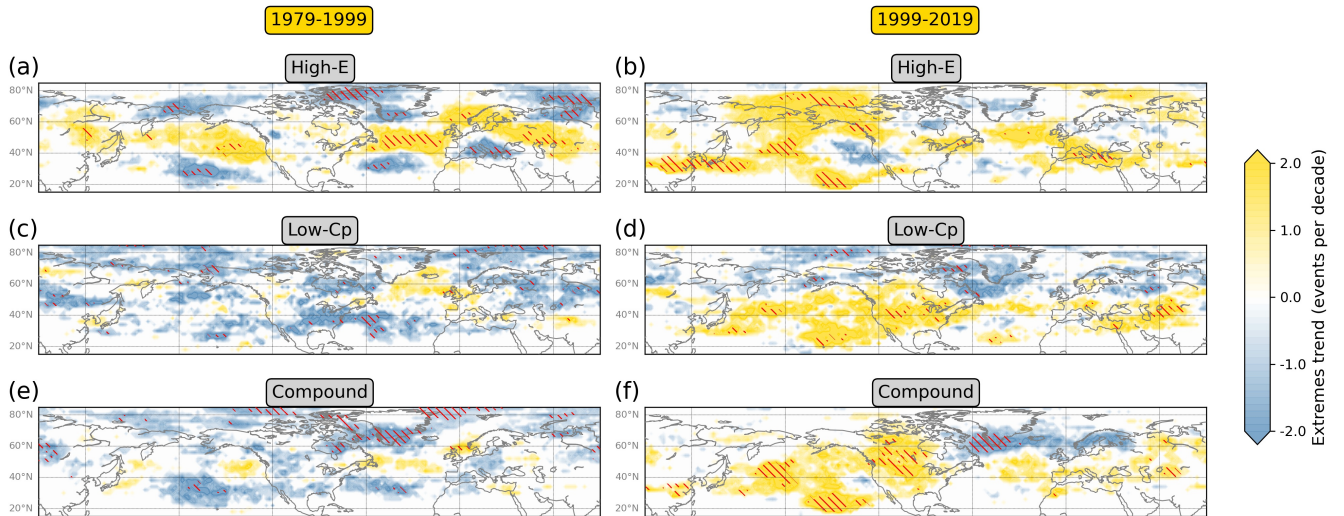 1979-1999
1999-2019
(a)
High-E
80°N
60°N
40°N
20°N
(b)
High-E
80°N
60°N
40°N
20°N
(c)
Low-Cp
80°N
60°N
40°N
20°N
(d)
Low-Cp
80°N
60°N
40°N
20°N
(e)
Compound
80°N
60°N
40°N
20°N
(f)
Compound
80°N
60°N
40°N
20°N
2.0
1.0
0.0
-1.0
-2.0
Extremes trend (events per decade)